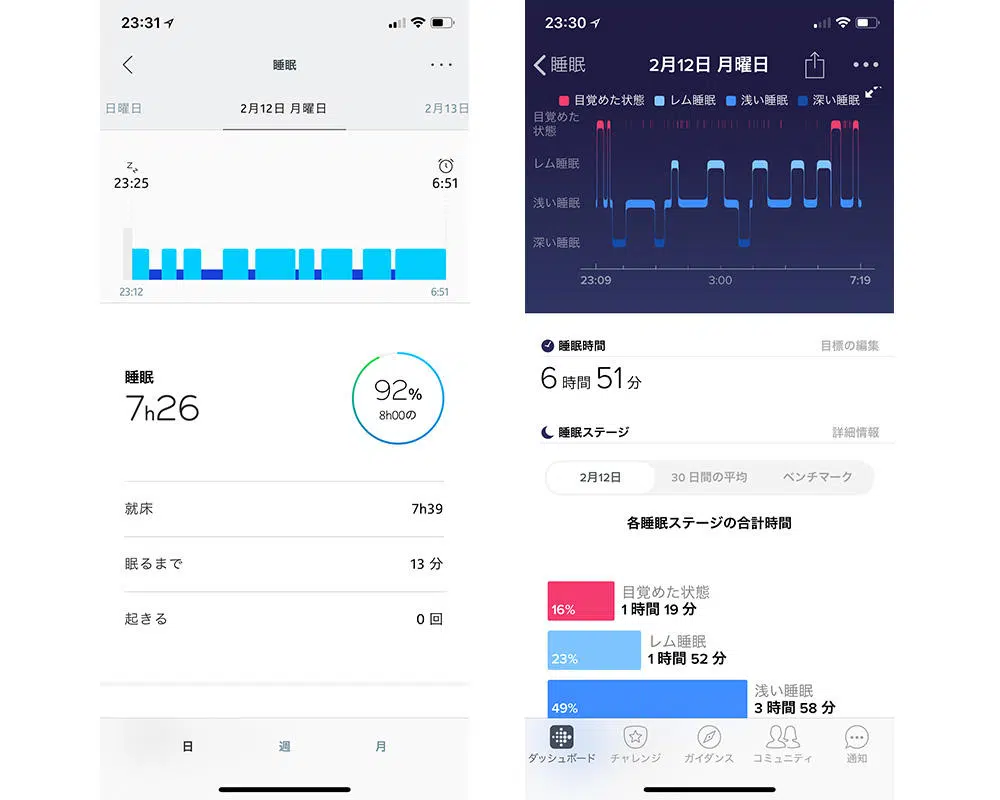 23:31
睡眠
日曜日
2月12日 月曜日
2月13日
zzz
23:25
6:51
23:12
6:51
睡眠
7h26
92%
8h00の
就床
7h39
眠るまで
13 分
起きる
0 回
日
週
月
23:30
睡眠
2月12日 月曜日
目覚めた状態
レム睡眠
浅い睡眠
深い睡眠
目覚めた
状態
レム睡眠
浅い睡眠
深い睡眠
23:09
3:00
7:19
睡眠時間
目標の編集
6 時間 51 分
睡眠ステージ
詳細情報
2月12日
30 日間の平均
ベンチマーク
各睡眠ステージの合計時間
16%
目覚めた状態
1 時間 19 分
23%
レム睡眠
1 時間 52 分
49%
浅い睡眠
3 時間 58 分
ダッシュボード
チャレンジ
ガイダンス
コミュニティ
通知